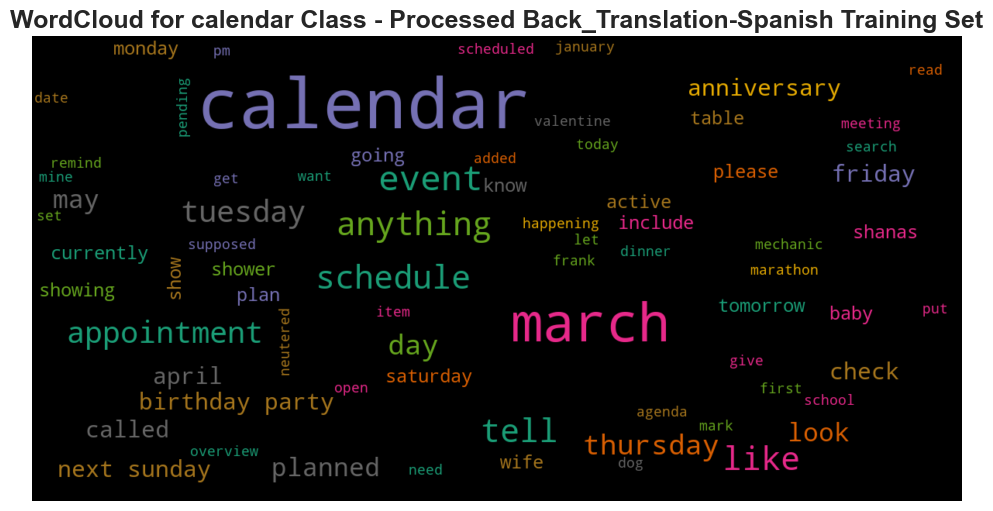 WordCloud for calendar Class - Processed Back_Translation-Spanish Training Set
monday
pm
scheduled
january
read
date
pending
calendar
anniversary
valentine
table
meeting
today
search
remind
going
added
mine
get
want
event
know
please
friday
may
active
set
tuesday
anything
happening
include
let
shanas
currently
supposed
frank
dinner
mechanic
show
shower
schedule
marathon
showing
plan
item
march
tomorrow
baby
put
appointment
neutered
day
give
april
saturday
check
open
first
birthday party
school
agenda
called
tell
mark
look
overview
thursday
next sunday
planned
need
wife
dog
like